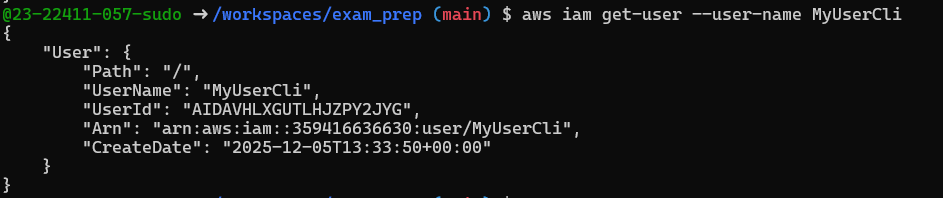 @23-22411-057-sudo ➜ /workspaces/exam_prep (main) $ aws iam get-user --user-name MyUserCli
{
    "User": {
        "Path": "/",
        "UserName": "MyUserCli",
        "UserId": "AIDAVHLXGUTLHJZPY2JYG",
        "Arn": "arn:aws:iam::359416636630:user/MyUserCli",
        "CreateDate": "2025-12-05T13:33:50+00:00"
    }
}